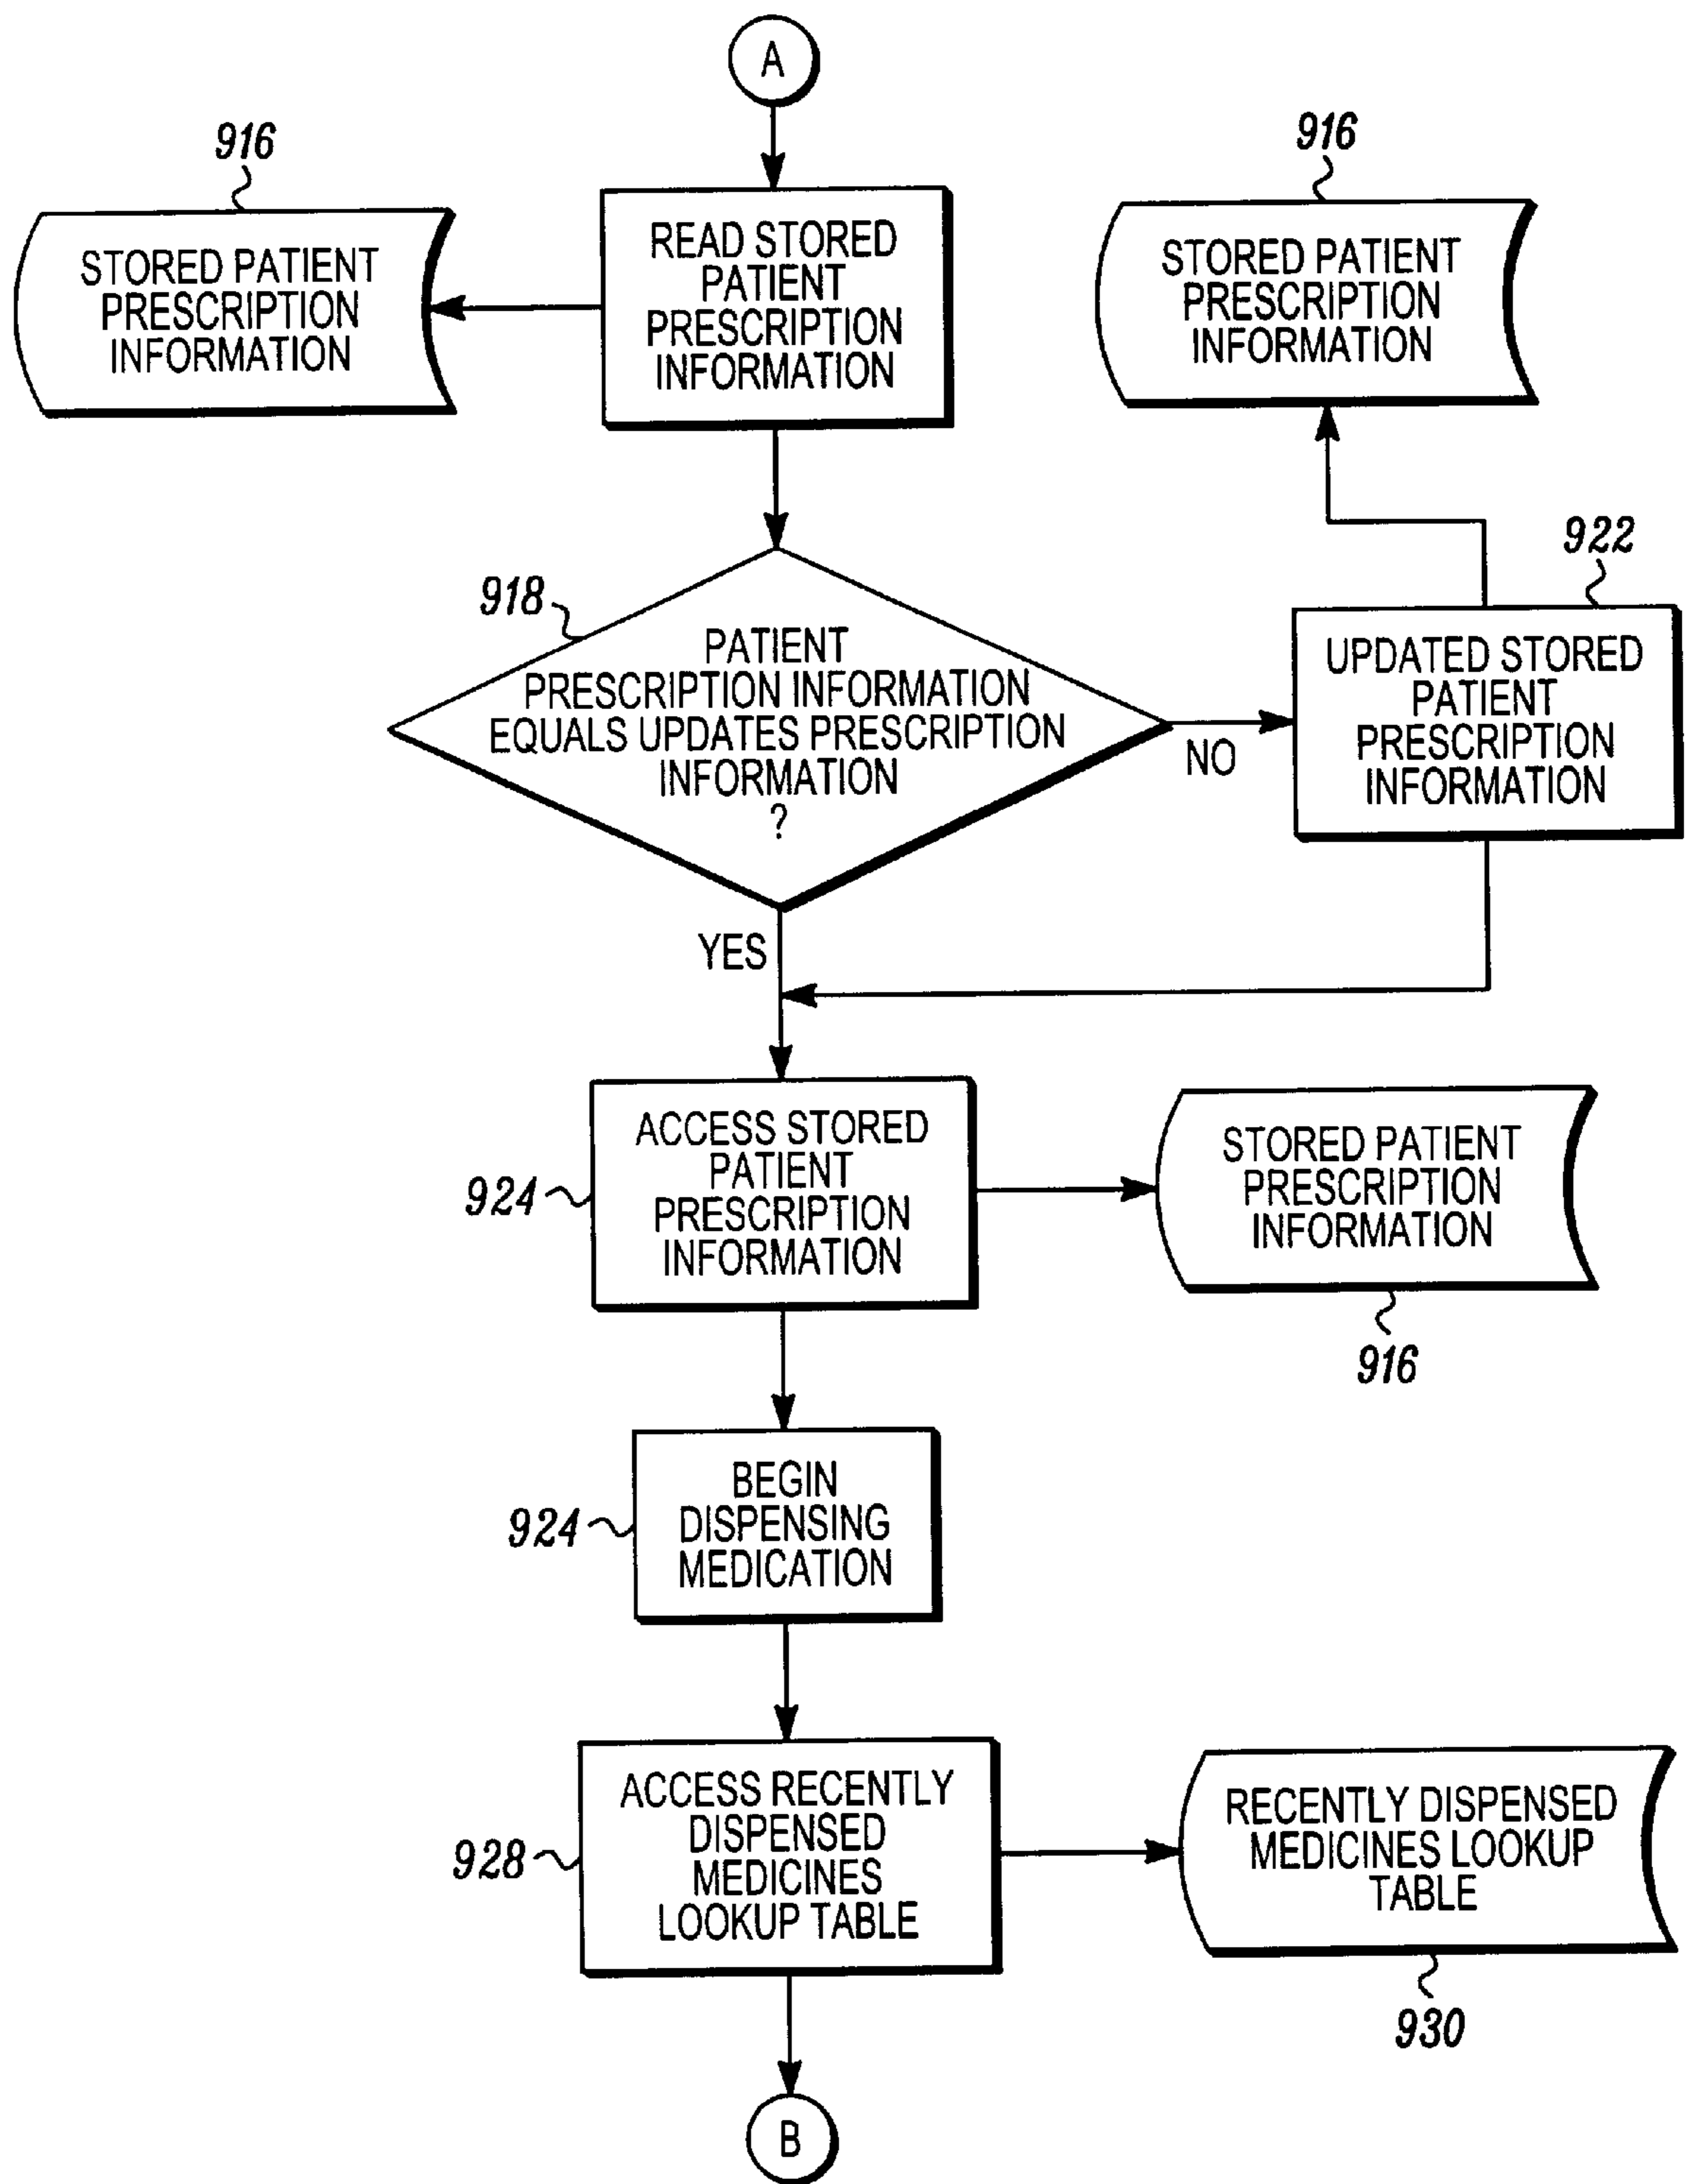 A
916
STORED PATIENT
PRESCRIPTION
INFORMATION
READ STORED
PATIENT
PRESCRIPTION
INFORMATION
916
STORED PATIENT
PRESCRIPTION
INFORMATION
918
PATIENT
PRESCRIPTION INFORMATION
EQUALS UPDATES PRESCRIPTION
INFORMATION
?
NO
922
UPDATED STORED
PATIENT
PRESCRIPTION
INFORMATION
YES
924
ACCESS STORED
PATIENT
PRESCRIPTION
INFORMATION
STORED PATIENT
PRESCRIPTION
INFORMATION
916
924
BEGIN
DISPENSING
MEDICATION
928
ACCESS RECENTLY
DISPENSED
MEDICINES
LOOKUP TABLE
RECENTLY DISPENSED
MEDICINES LOOKUP
TABLE
930
B